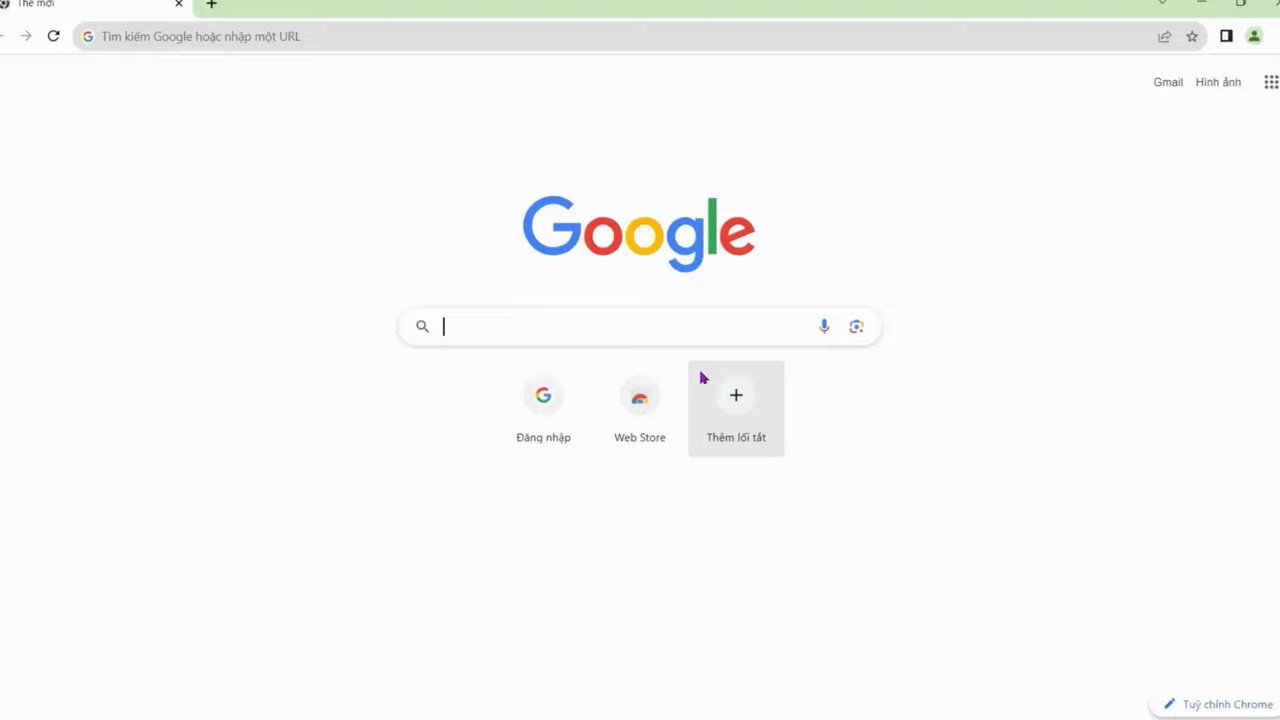 Thẻ mới
Tìm kiếm Google hoặc nhập một URL
Gmail Hình ảnh
Google
Đăng nhập Web Store Thêm lối tắt
Tuỳ chỉnh Chrome